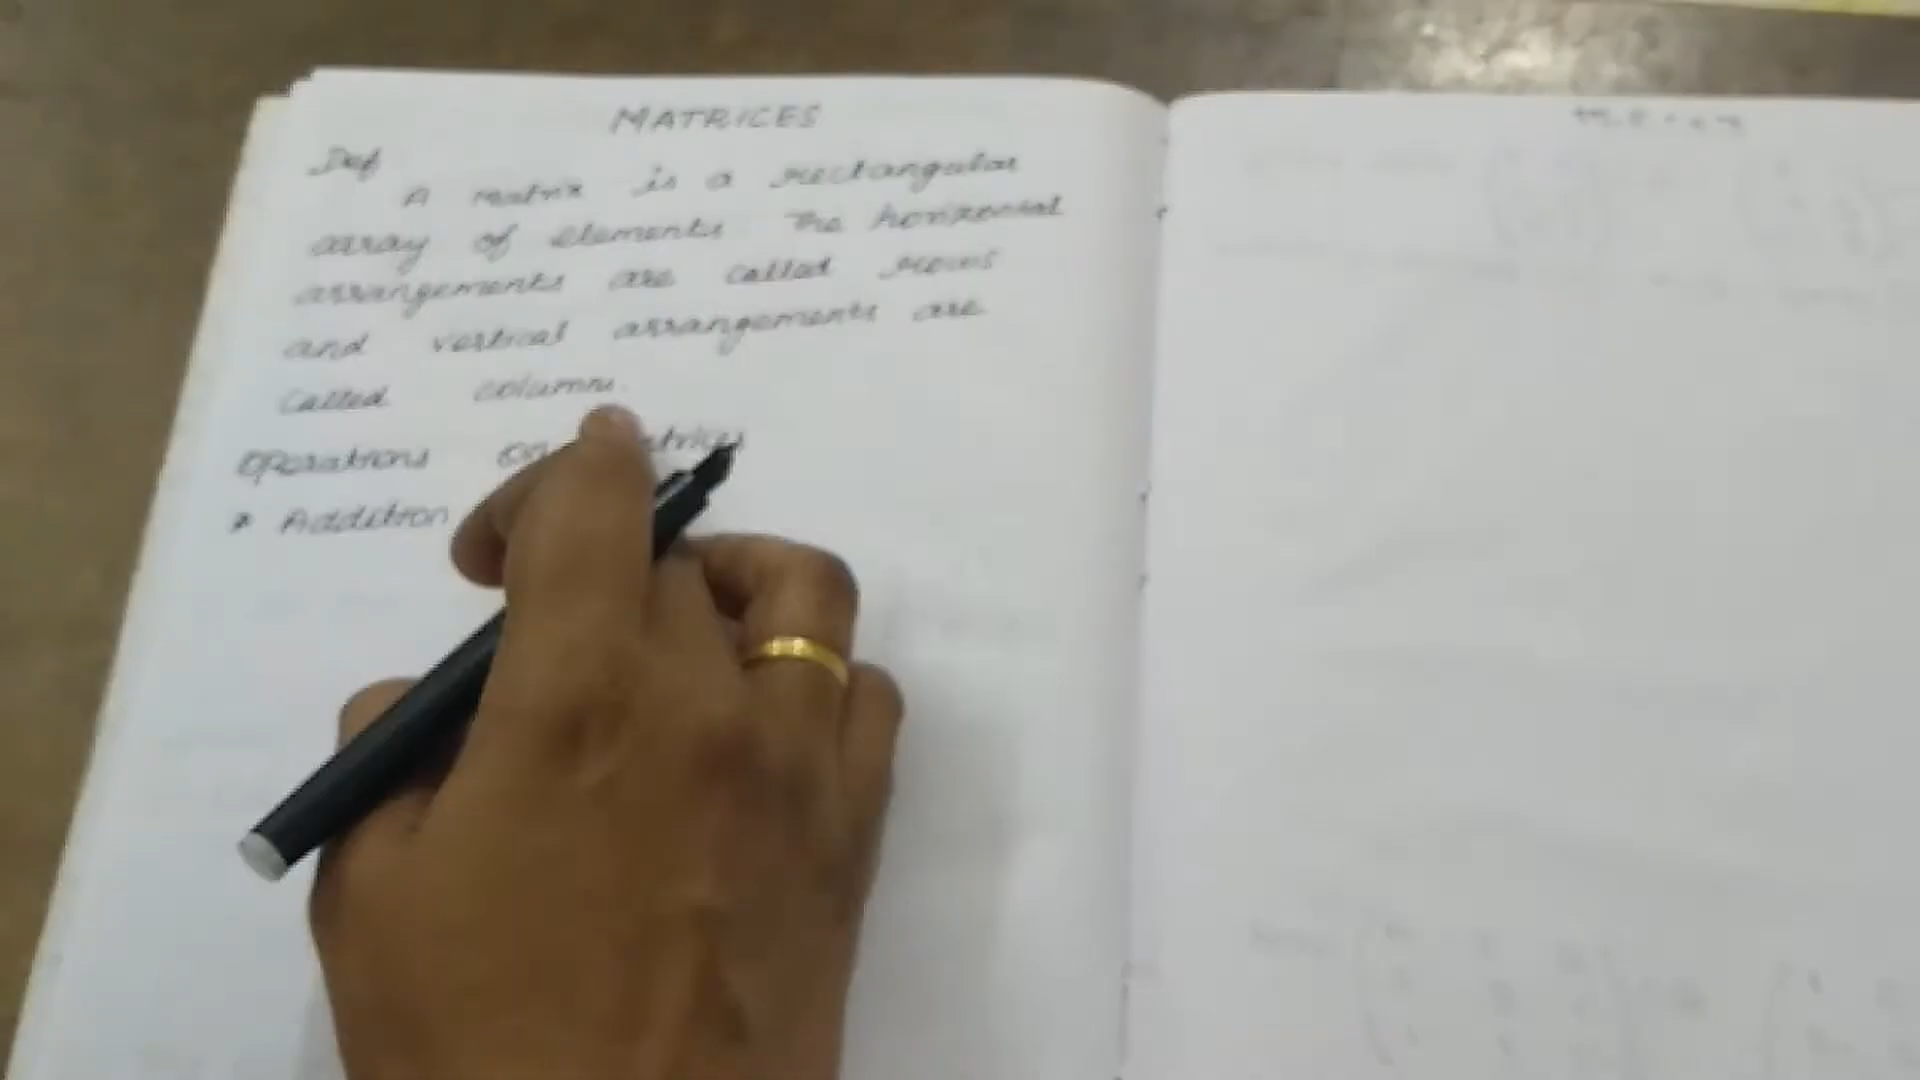 MATRICES
Def
A matrix is a rectangular
array of elements. The horizontal
arrangements are called rows
and vertical arrangements are
called columns.
Operations on
* Addition